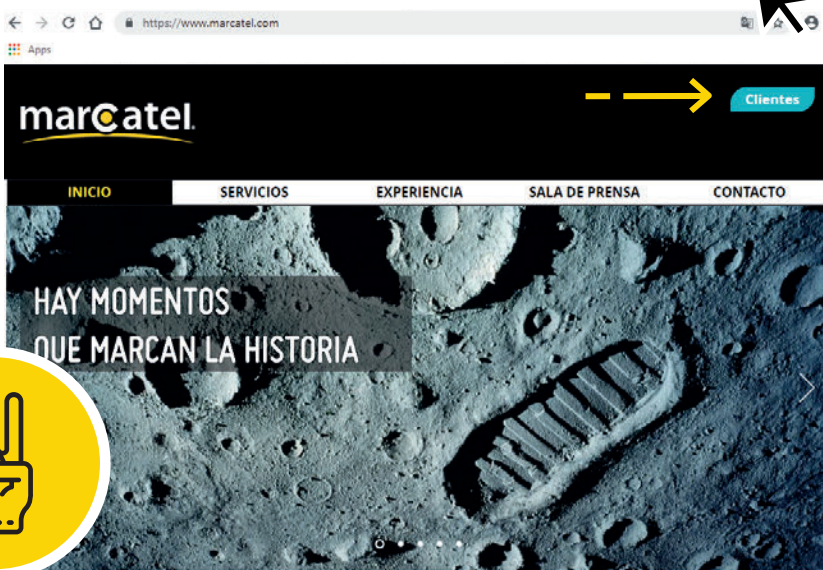 https://www.marcatel.com
Apps
marcatel
Clientes
INICIO SERVICIOS EXPERIENCIA SALA DE PRENSA CONTACTO
HAY MOMENTOS
QUE MARCAN LA HISTORIA